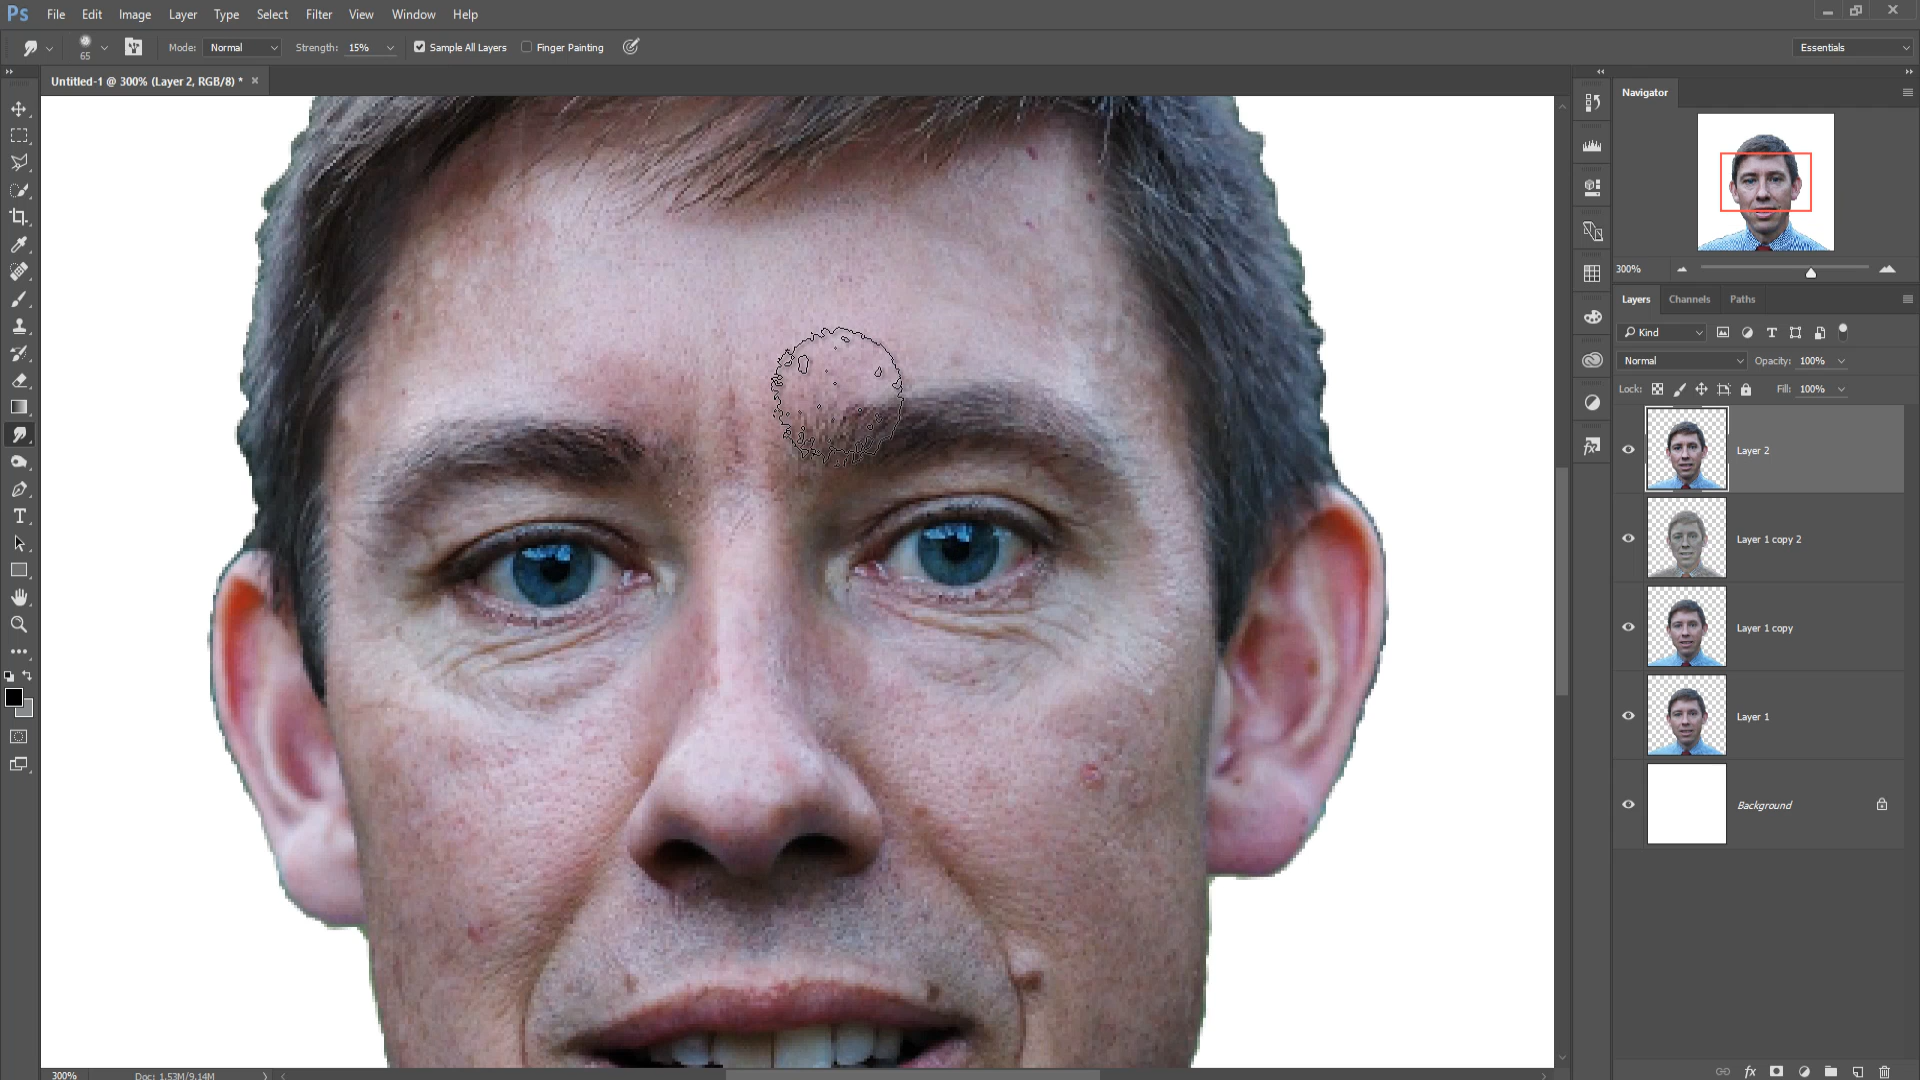 Ps File Edit Image Layer Type Select Filter 3D View Window Help
65 Mode: Normal Strength: 15% Sample All Layers Finger Painting Essentials
Untitled-1 @ 300% (Layer 2, RGB/8) * ×
Navigator
300%
Layers Channels Paths
Kind
Normal Opacity: 100%
Lock: Fill: 100%
Layer 2
Layer 1 copy 2
Layer 1 copy
Layer 1
Background
300% Doc: 1.53M/9.14M